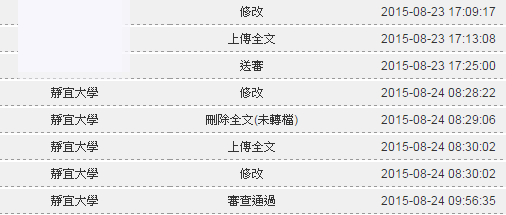 修改 2015-08-23 17:09:17
上傳全文 2015-08-23 17:13:08
送審 2015-08-23 17:25:00
靜宜大學 修改 2015-08-24 08:28:22
靜宜大學 刪除全文(未轉檔) 2015-08-24 08:29:06
靜宜大學 上傳全文 2015-08-24 08:30:02
靜宜大學 修改 2015-08-24 08:30:02
靜宜大學 審查通過 2015-08-24 09:56:35